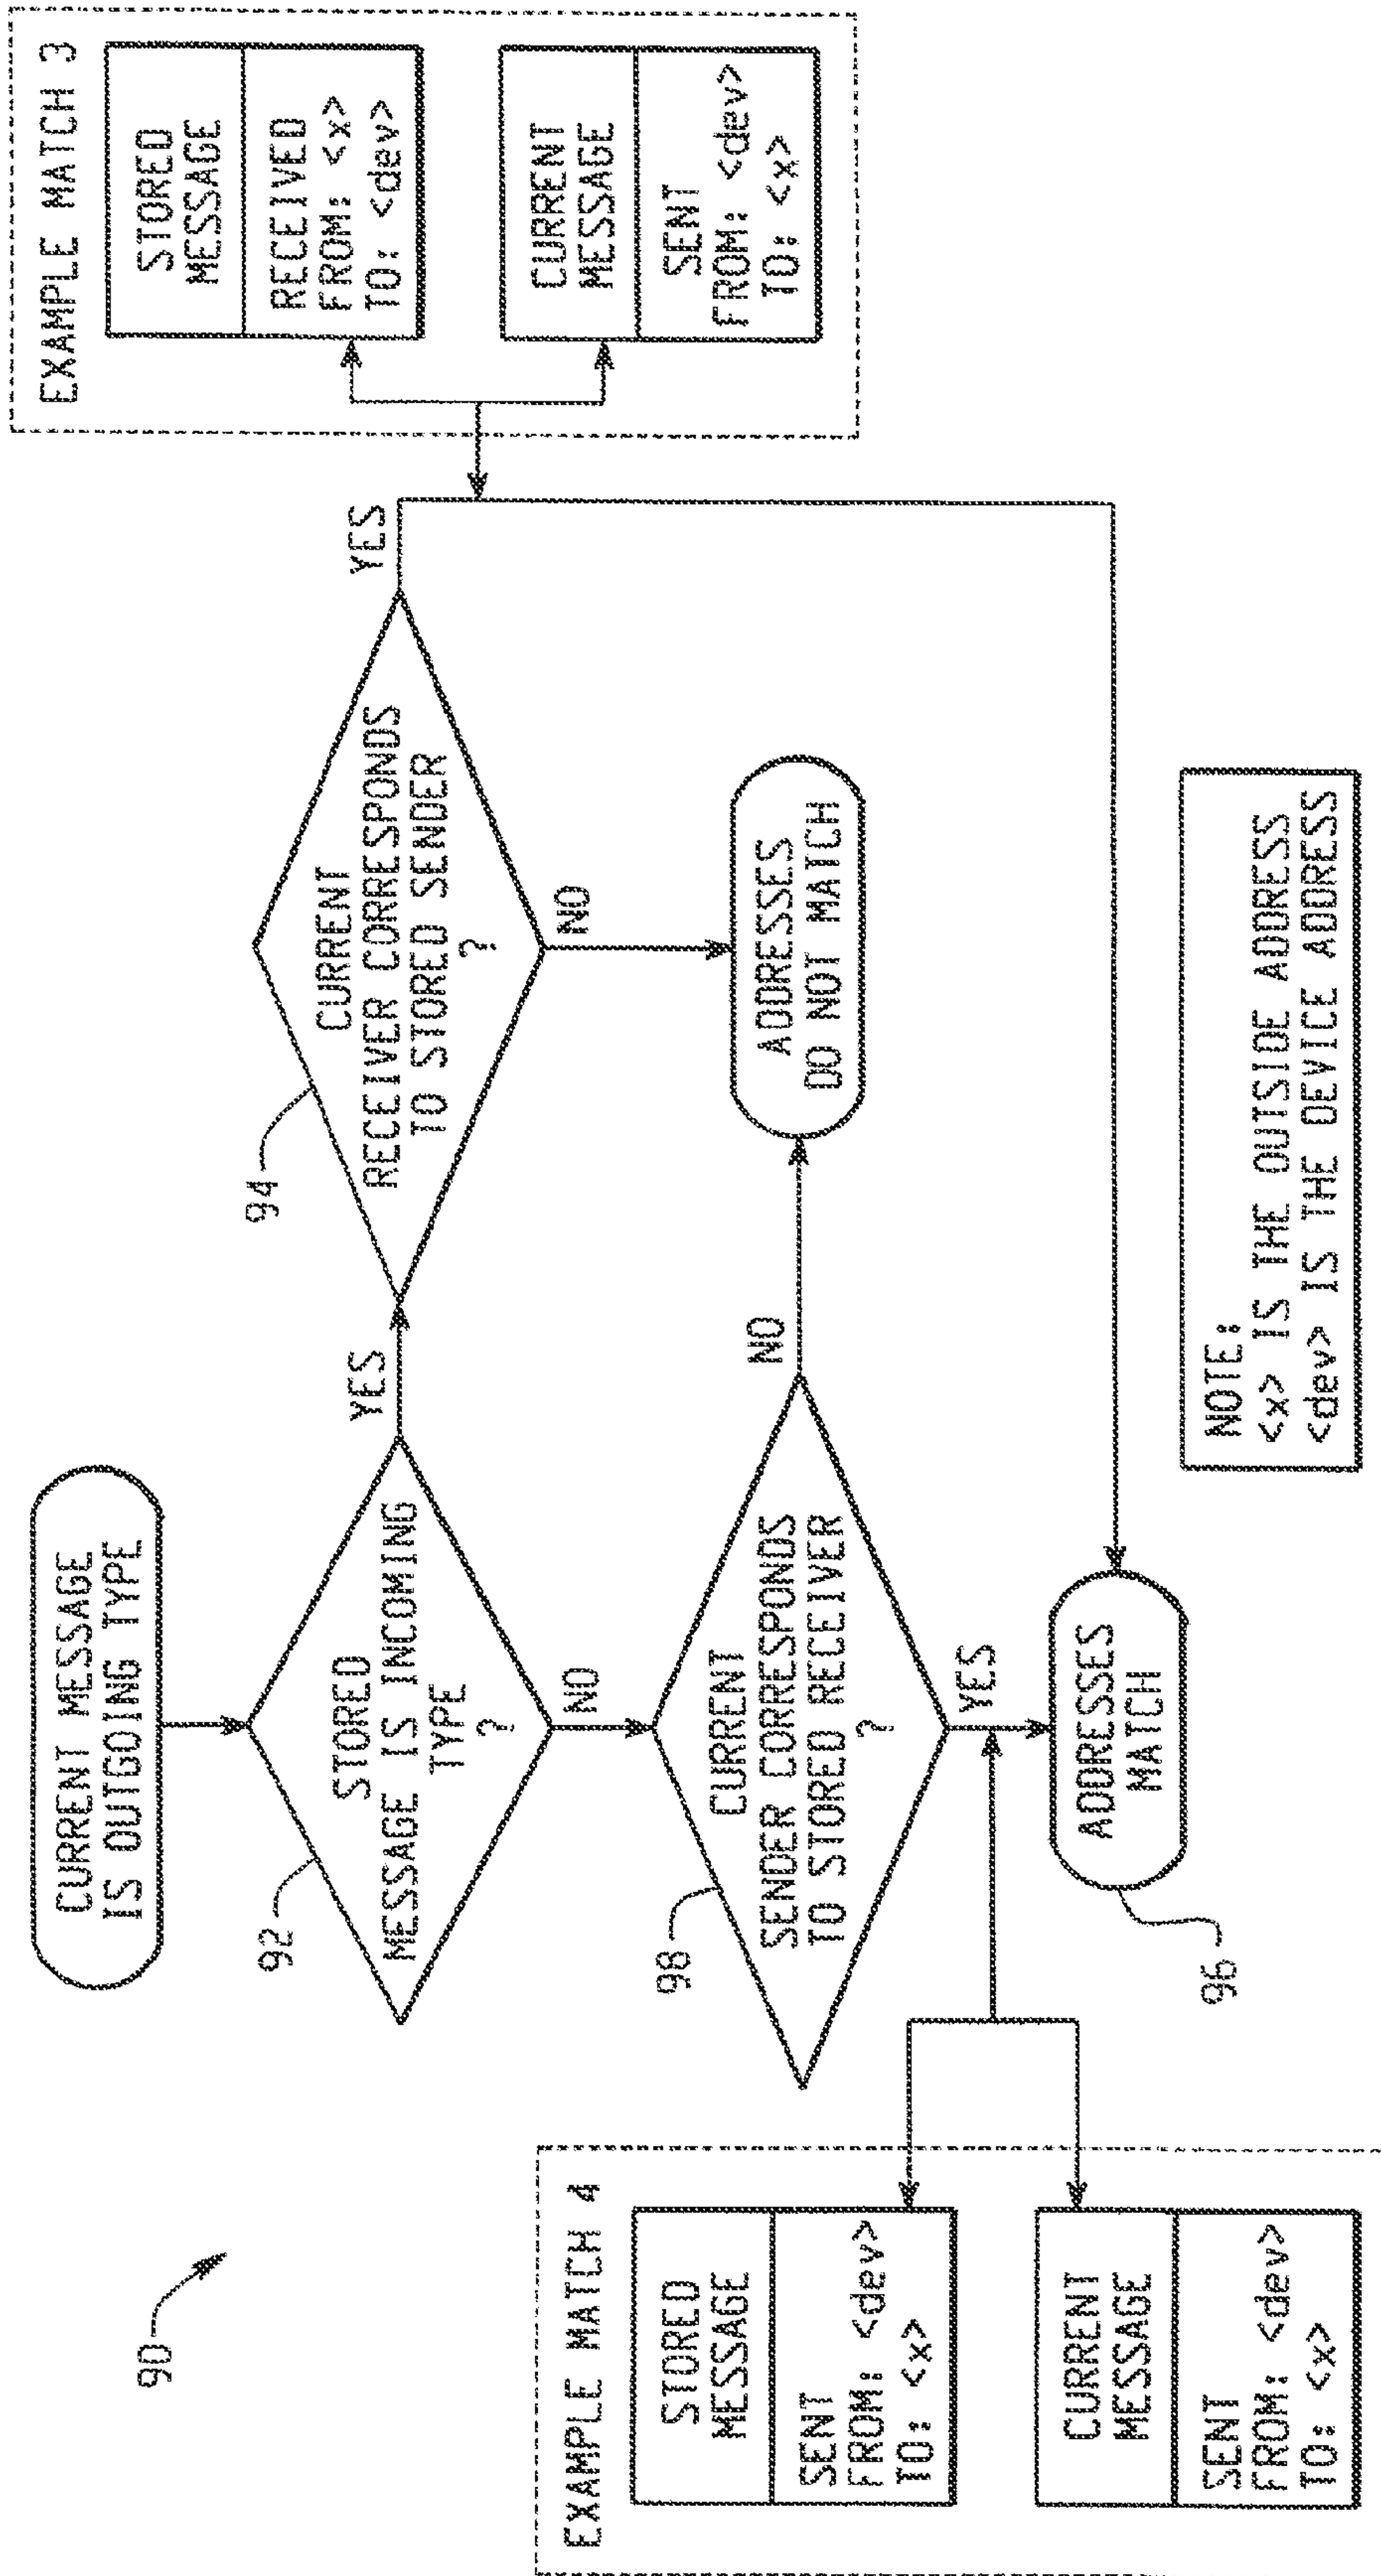 90
CURRENT MESSAGE
IS OUTGOING TYPE
92
STORED
MESSAGE IS INCOMING
TYPE
?
YES
NO
94
CURRENT
RECEIVER CORRESPONDS
TO STORED SENDER
?
YES
NO
EXAMPLE MATCH 3
STORED
MESSAGE
RECEIVED
FROM: <x>
TO: <dev>
CURRENT
MESSAGE
SENT
FROM: <dev>
TO: <x>
98
CURRENT
SENDER CORRESPONDS
TO STORED RECEIVER
?
NO
YES
ADDRESSES
DO NOT MATCH
EXAMPLE MATCH 4
STORED
MESSAGE
SENT
FROM: <dev>
TO: <x>
CURRENT
MESSAGE
SENT
FROM: <dev>
TO: <x>
ADDRESSES
MATCH
96
NOTE:
<x> IS THE OUTSIDE ADDRESS
<dev> IS THE DEVICE ADDRESS